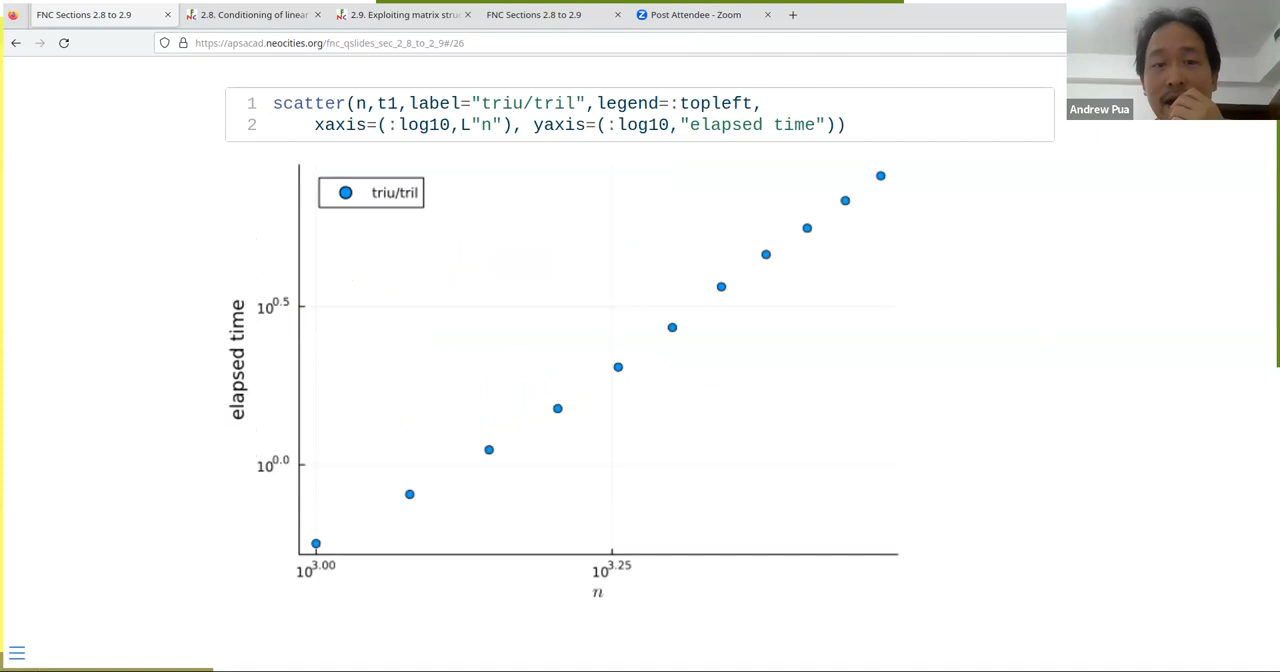 FNC Sections 2.8 to 2.9
2.8. Conditioning of linear
2.9. Exploiting matrix struc
FNC Sections 2.8 to 2.9
Post Attendee - Zoom
https://apsacad.neocities.org/fnc_qslides_sec_2_8_to_2_9#/26
Andrew Pua
1 scatter(n,t1,label="triu/tril",legend=:topleft,
2 xaxis=(:log10,L"n"), yaxis=(:log10,"elapsed time"))
triu/tril
elapsed time
10^0.5
10^0.0
10^3.00
10^3.25
n